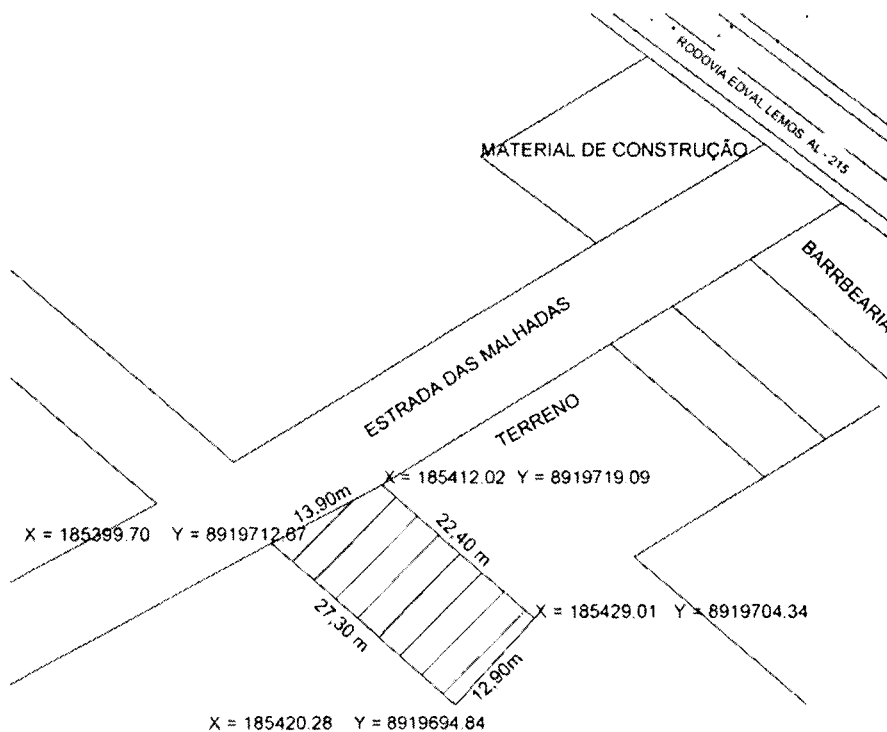 RODOVIA EDVAL LEMOS AL - 215
MATERIAL DE CONSTRUÇÃO
BARRBEARIA
ESTRADA DAS MALHADAS
TERRENO
X = 185412.02 Y = 8919719.09
13,90m
X = 185399.70 Y = 8919712.67
22,40 m
27,30 m
X = 185429.01 Y = 8919704.34
12,90m
X = 185420.28 Y = 8919694.84